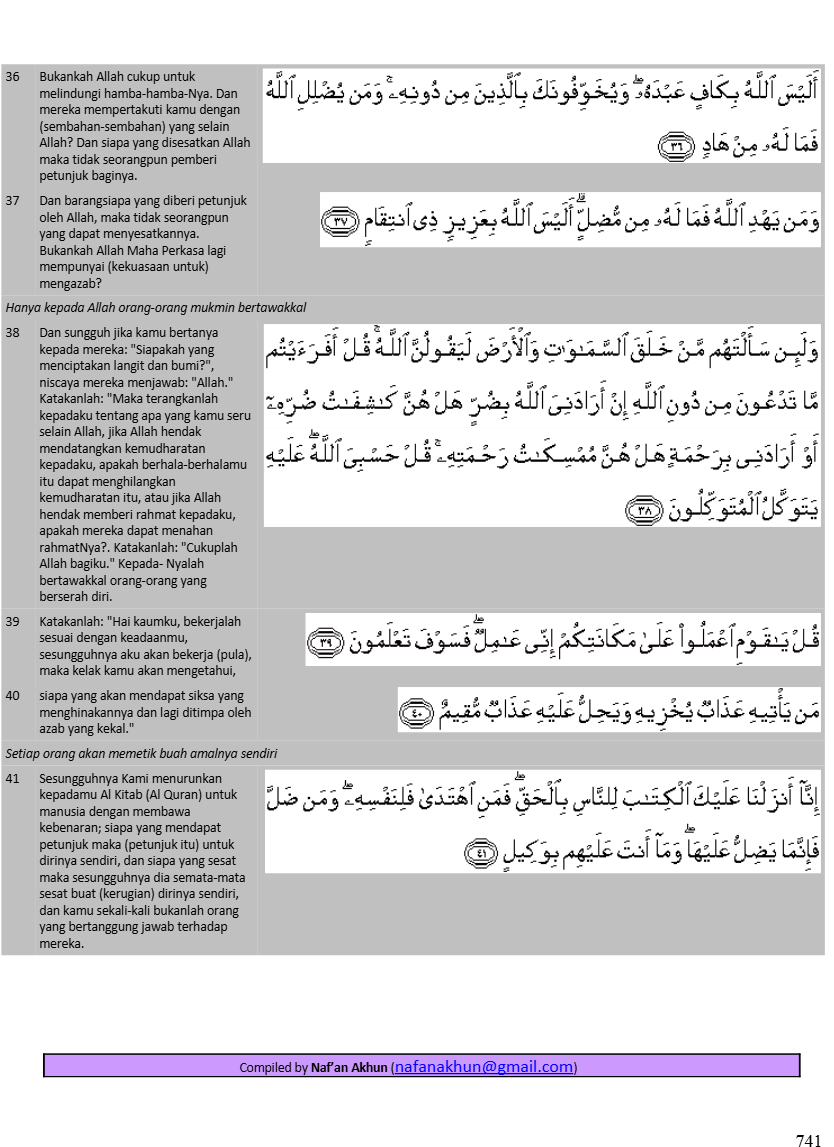 36
Bukankah Allah cukup untuk
melindungi hamba-hamba-Nya. Dan
mereka mempertakuti kamu dengan
(sembahan-sembahan) yang selain
Allah? Dan siapa yang disesatkan Allah
maka tidak seorangpun pemberi
petunjuk baginya.
أَلَيْسَ ٱللَّهُ بِكَافٍ عَبْدَهُۥ ۖ وَيُخَوِّفُونَكَ بِٱلَّذِينَ مِن دُونِهِۦ ۚ وَمَن يُضْلِلِ ٱللَّهُ
فَمَا لَهُۥ مِنْ هَادٍ ٣٦
37
Dan barangsiapa yang diberi petunjuk
oleh Allah, maka tidak seorangpun
yang dapat menyesatkannya.
Bukankah Allah Maha Perkasa lagi
mempunyai (kekuasaan untuk)
mengazab?
وَمَن يَهْدِ ٱللَّهُ فَمَا لَهُۥ مِن مُّضِلٍّ ۗ أَلَيْسَ ٱللَّهُ بِعَزِيزٍ ذِى ٱنتِقَامٍ ٣٧
Hanya kepada Allah orang-orang mukmin bertawakkal
38
Dan sungguh jika kamu bertanya
kepada mereka: "Siapakah yang
menciptakan langit dan bumi?",
niscaya mereka menjawab: "Allah."
Katakanlah: "Maka terangkanlah
kepadaku tentang apa yang kamu seru
selain Allah, jika Allah hendak
mendatangkan kemudharatan
kepadaku, apakah berhala-berhalamu
itu dapat menghilangkan
kemudharatan itu, atau jika Allah
hendak memberi rahmat kepadaku,
apakah mereka dapat menahan
rahmatNya?. Katakanlah: "Cukuplah
Allah bagiku." Kepada- Nyalah
bertawakkal orang-orang yang
berserah diri.
وَلَئِن سَأَلْتَهُم مَّنْ خَلَقَ ٱلسَّمَـٰوَٰتِ وَٱلْأَرْضَ لَيَقُولُنَّ ٱللَّهُ ۚ قُلْ أَفَرَءَيْتُم
مَّا تَدْعُونَ مِن دُونِ ٱللَّهِ إِنْ أَرَادَنِىَ ٱللَّهُ بِضُرٍّ هَلْ هُنَّ كَـٰشِفَـٰتُ ضُرِّهِۦٓ
أَوْ أَرَادَنِى بِرَحْمَةٍ هَلْ هُنَّ مُمْسِكَـٰتُ رَحْمَتِهِۦ ۚ قُلْ حَسْبِىَ ٱللَّهُ ۖ عَلَيْهِ
يَتَوَكَّلُ ٱلْمُتَوَكِّلُونَ ٣٨
39
Katakanlah: "Hai kaumku, bekerjalah
sesuai dengan keadaanmu,
sesungguhnya aku akan bekerja (pula),
maka kelak kamu akan mengetahui,
قُلْ يَـٰقَوْمِ ٱعْمَلُوا۟ عَلَىٰ مَكَانَتِكُمْ إِنِّى عَـٰمِلٌ ۖ فَسَوْفَ تَعْلَمُونَ ٣٩
40
siapa yang akan mendapat siksa yang
menghinakannya dan lagi ditimpa oleh
azab yang kekal."
مَن يَأْتِيهِ عَذَابٌ يُخْزِيهِ وَيَحِلُّ عَلَيْهِ عَذَابٌ مُّقِيمٌ ٤٠
Setiap orang akan memetik buah amalnya sendiri
41
Sesungguhnya Kami menurunkan
kepadamu Al Kitab (Al Quran) untuk
manusia dengan membawa
kebenaran; siapa yang mendapat
petunjuk maka (petunjuk itu) untuk
dirinya sendiri, dan siapa yang sesat
maka sesungguhnya dia semata-mata
sesat buat (kerugian) dirinya sendiri,
dan kamu sekali-kali bukanlah orang
yang bertanggung jawab terhadap
mereka.
إِنَّآ أَنزَلْنَا عَلَيْكَ ٱلْكِتَـٰبَ لِلنَّاسِ بِٱلْحَقِّ ۖ فَمَنِ ٱهْتَدَىٰ فَلِنَفْسِهِۦ ۖ وَمَن ضَلَّ
فَإِنَّمَا يَضِلُّ عَلَيْهَا ۖ وَمَآ أَنتَ عَلَيْهِم بِوَكِيلٍ ٤١
Compiled by Naf’an Akhun (nafanakhun@gmail.com)
741